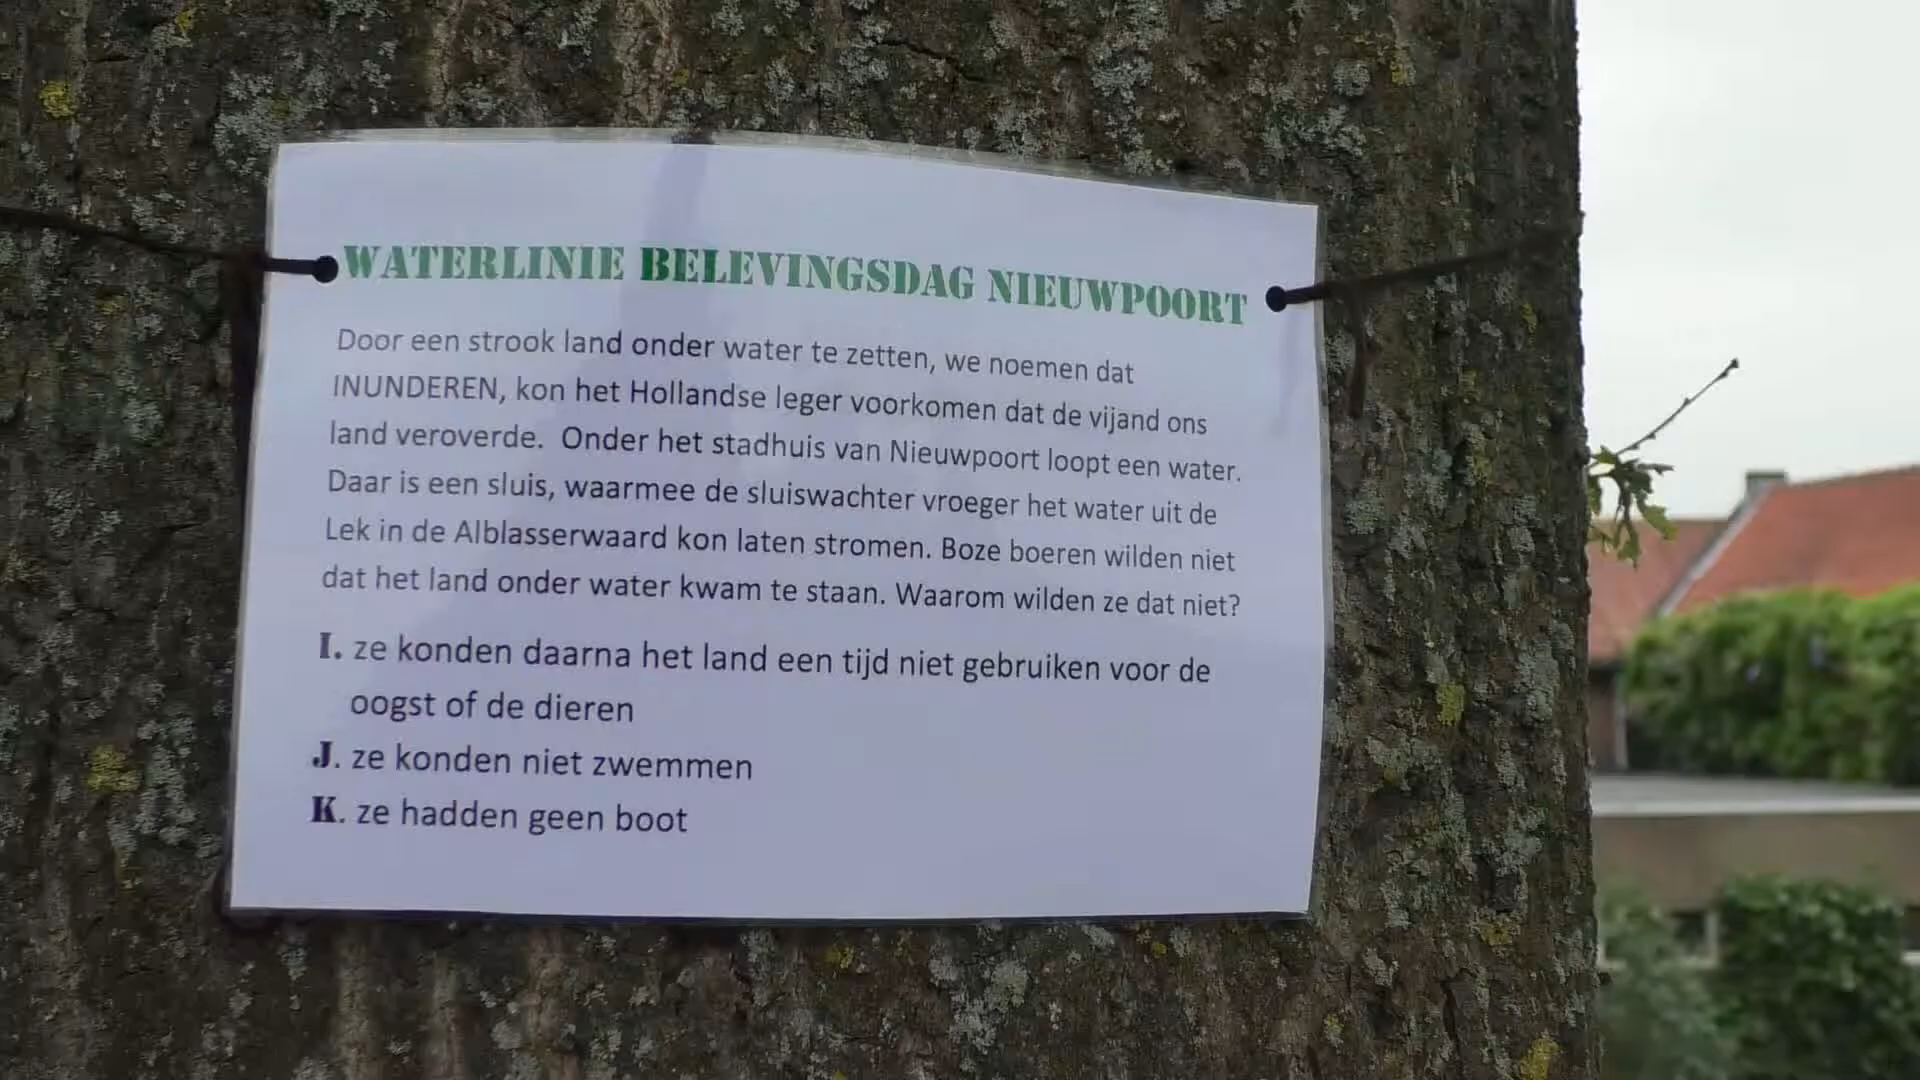 WATERLINIE BELEVINGSDAG NIEUWPOORT
Door een strook land onder water te zetten, we noemen dat
INUNDEREN, kon het Hollandse leger voorkomen dat de vijand ons
land veroverde. Onder het stadhuis van Nieuwpoort loopt een water.
Daar is een sluis, waarmee de sluiswachter vroeger het water uit de
Lek in de Alblasserwaard kon laten stromen. Boze boeren wilden niet
dat het land onder water kwam te staan. Waarom wilden ze dat niet?
I. ze konden daarna het land een tijd niet gebruiken voor de
oogst of de dieren
J. ze konden niet zwemmen
K. ze hadden geen boot